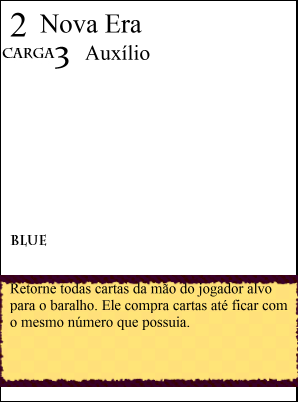 2 Nova Era
CARGA3 Auxílio
BLUE
Retorne todas cartas da mão do jogador alvo
para o baralho. Ele compra cartas até ficar com
o mesmo número que possuia.